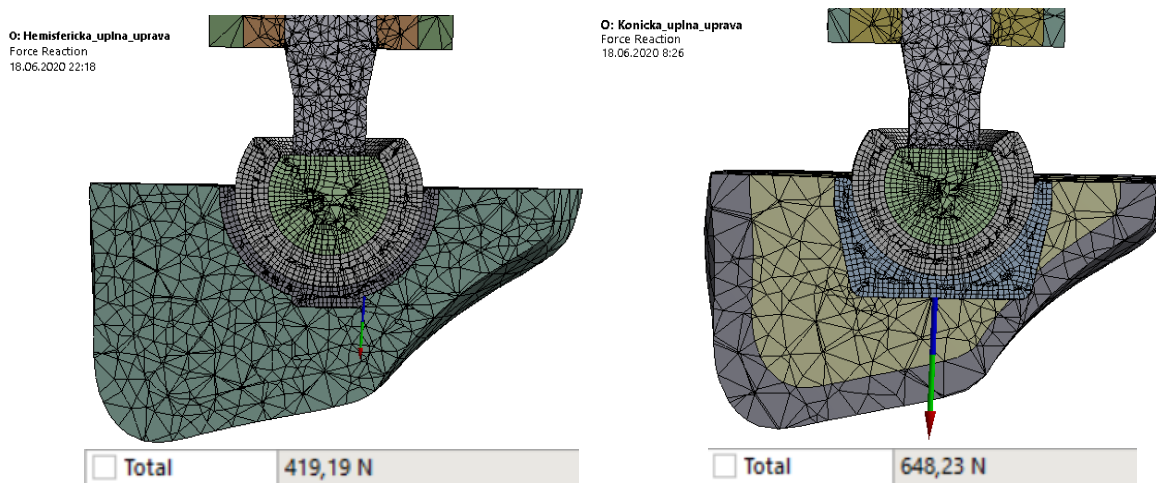 O: Hemisfericka_uplna_uprava
Force Reaction
18.06.2020 22:18
Total 419,19 N
O: Konicka_uplna_uprava
Force Reaction
18.06.2020 8:26
Total 648,23 N